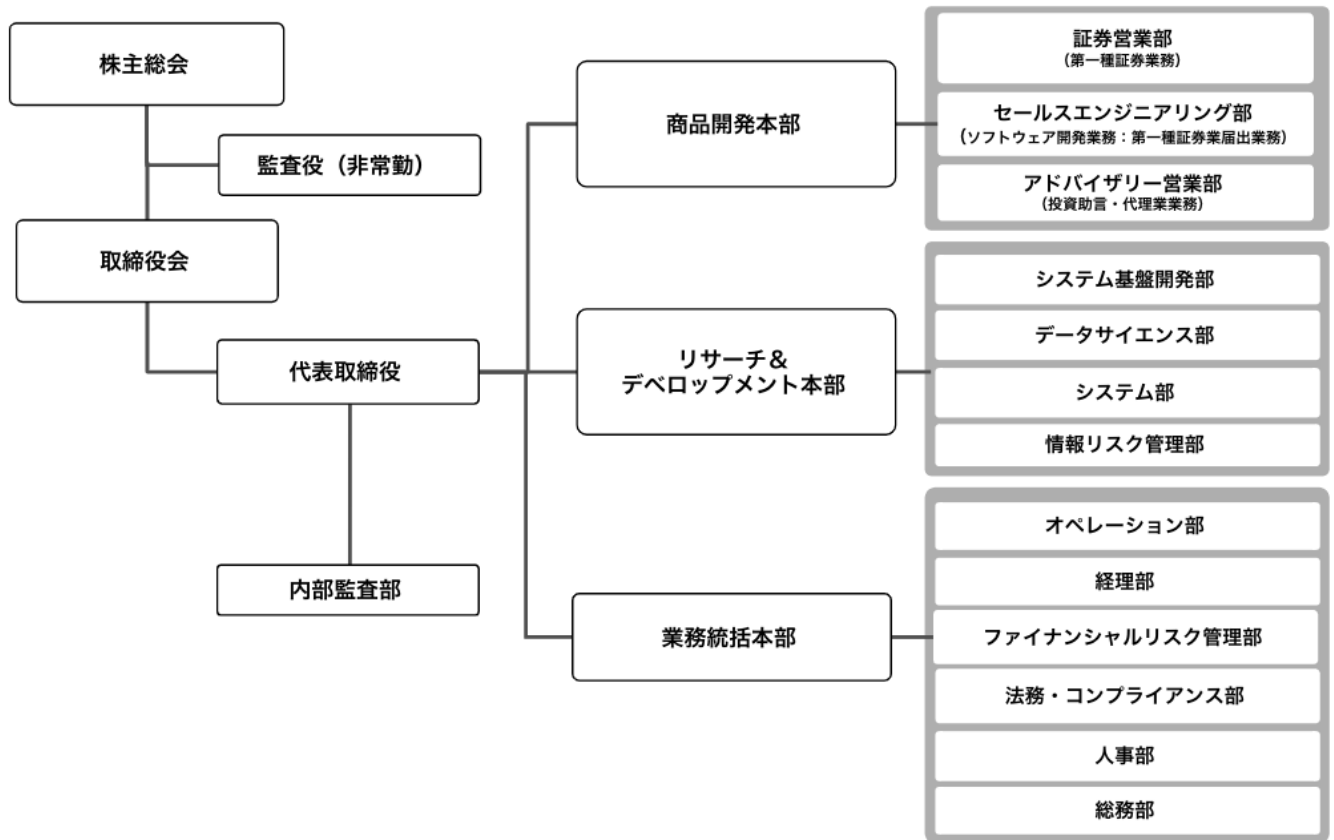 株主総会
監査役（非常勤）
取締役会
代表取締役
内部監査部
商品開発本部
証券営業部
（第一種証券業務）
セールスエンジニアリング部
（ソフトウェア開発業務：第一種証券業届出業務）
アドバイザリー営業部
（投資助言・代理業業務）
リサーチ＆
デベロップメント本部
システム基盤開発部
データサイエンス部
システム部
情報リスク管理部
業務統括本部
オペレーション部
経理部
ファイナンシャルリスク管理部
法務・コンプライアンス部
人事部
総務部